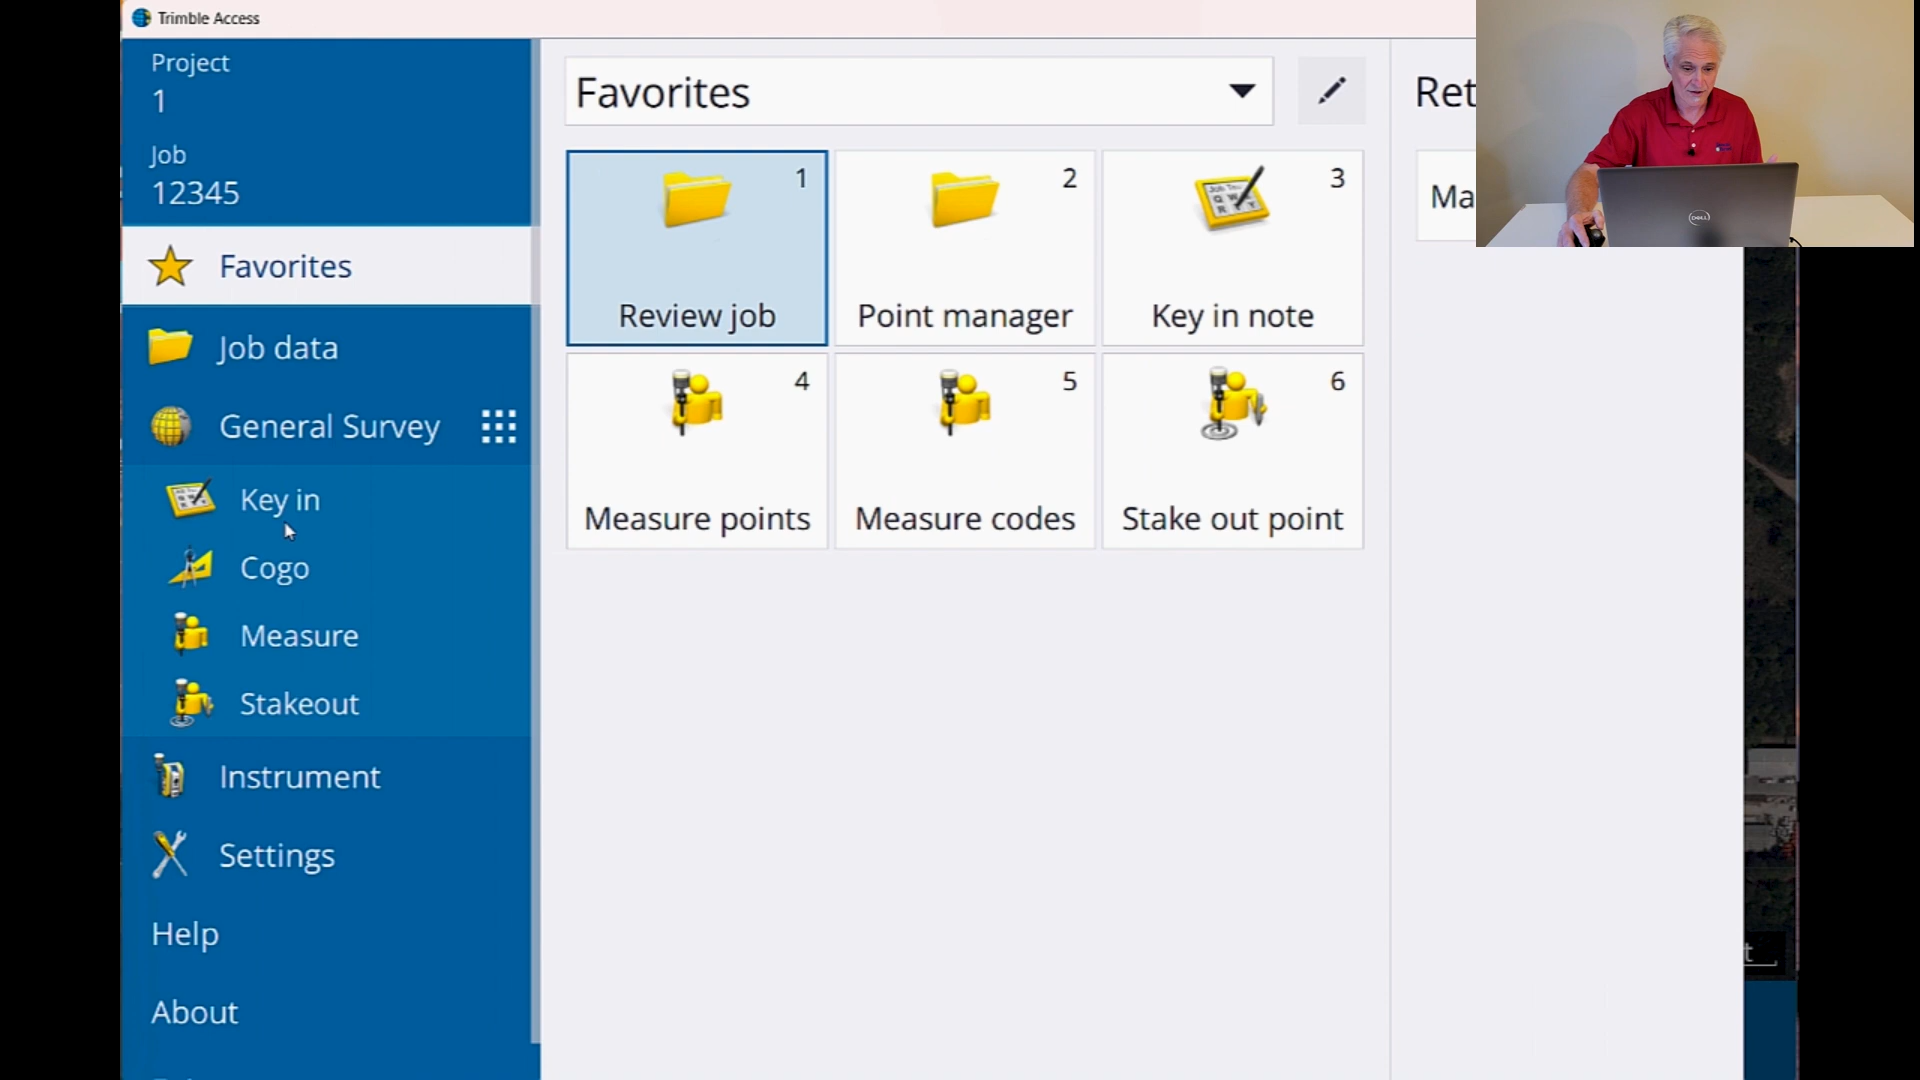 Trimble Access
Project
1
Job
12345
Favorites
Job data
General Survey
Key in
Cogo
Measure
Stakeout
Instrument
Settings
Help
About
Favorites
1
Review job
2
Point manager
3
Key in note
4
Measure points
5
Measure codes
6
Stake out point
Ret
Ma
DELL
t